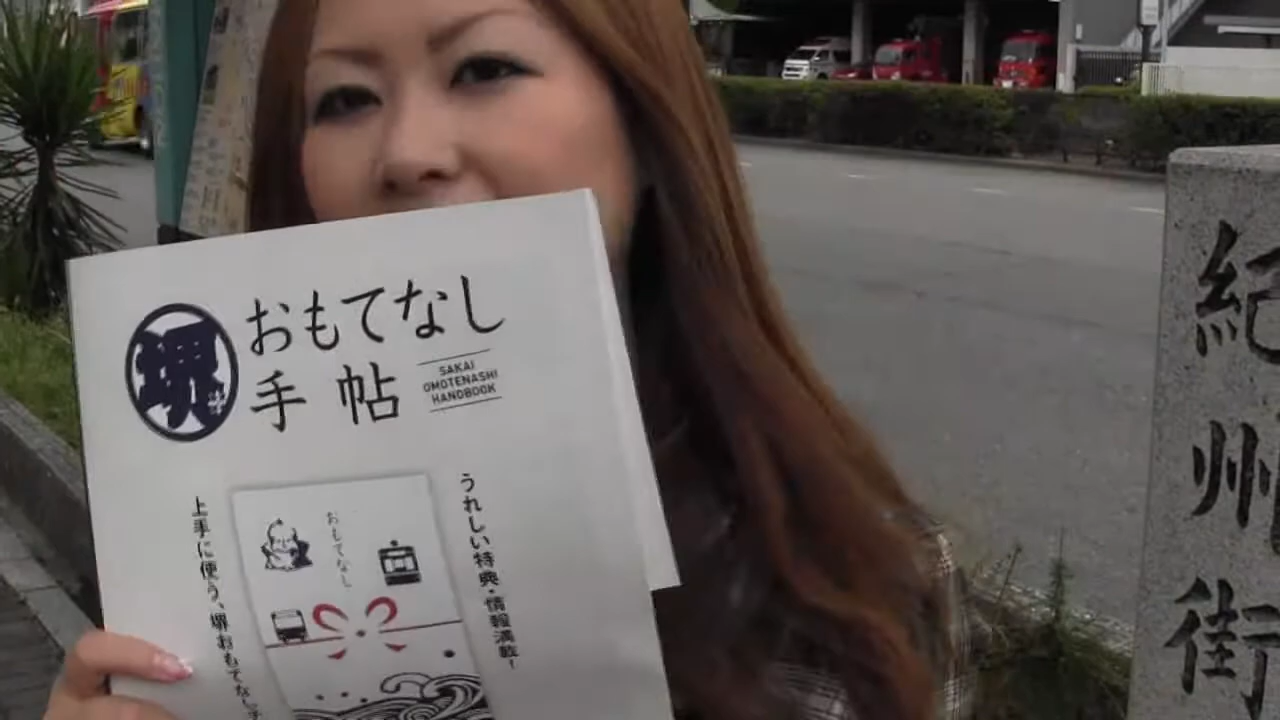 堺 おもてなし
手帖
SAKAI
OMOTENASHI
HANDBOOK
うれしい特典・情報満載!
おもてなし
上手に使う、堺おもてなし手
紀州街